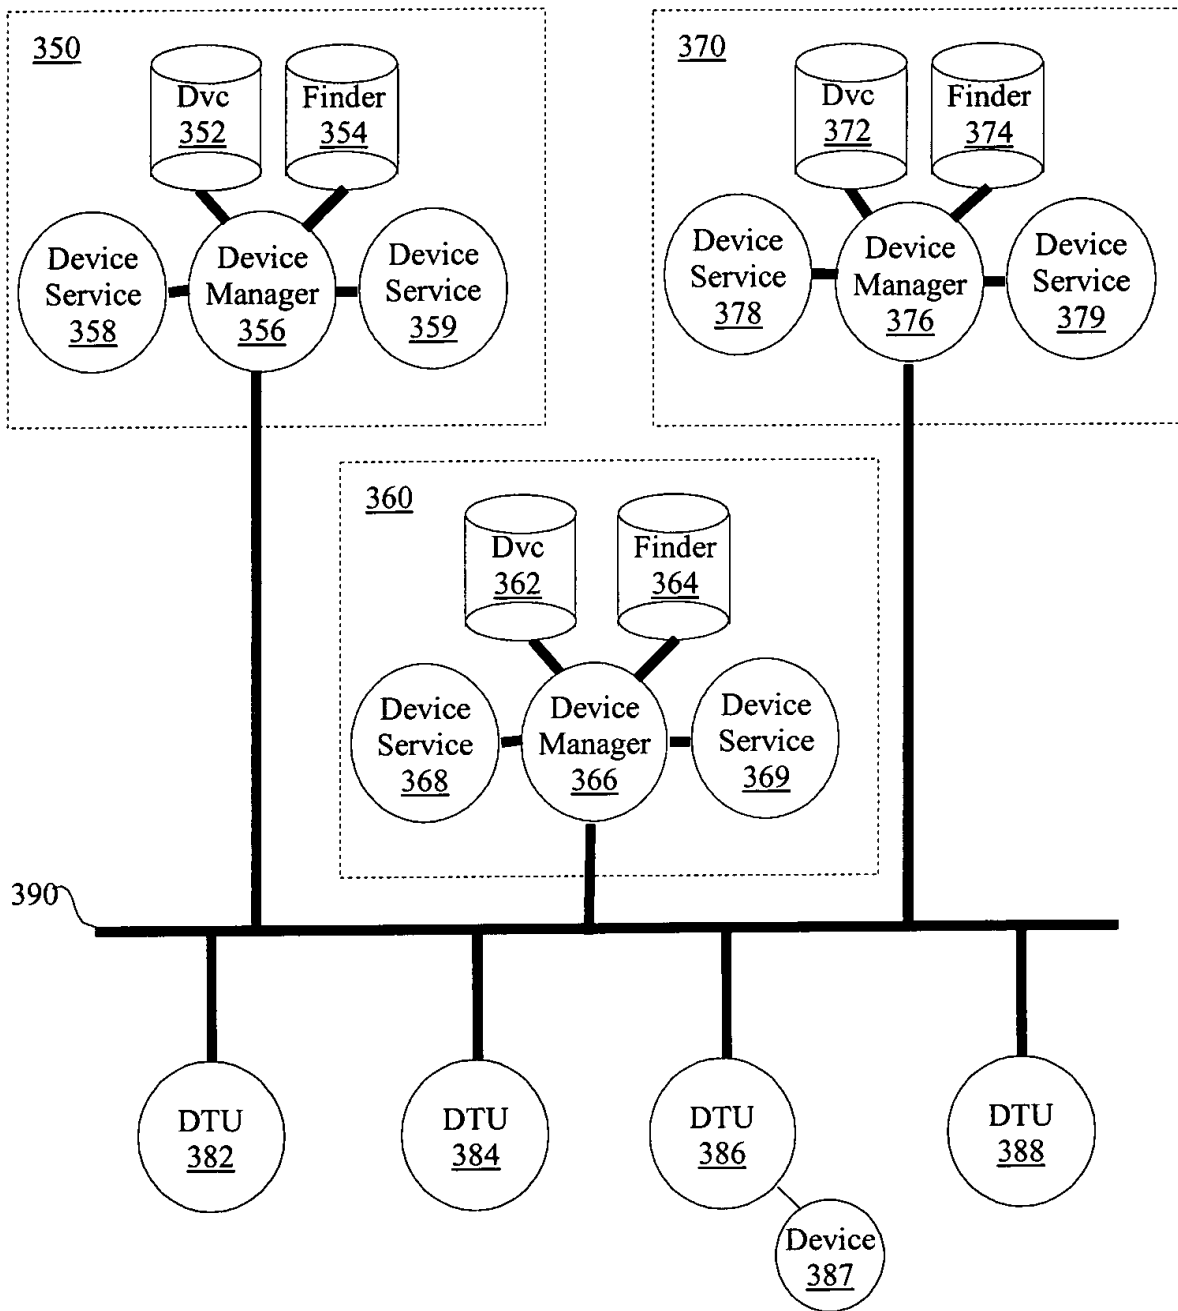 350
Dvc
352
Finder
354
Device
Service
358
Device
Manager
356
Device
Service
359
370
Dvc
372
Finder
374
Device
Service
378
Device
Manager
376
Device
Service
379
360
Dvc
362
Finder
364
Device
Service
368
Device
Manager
366
Device
Service
369
390
DTU
382
DTU
384
DTU
386
DTU
388
Device
387